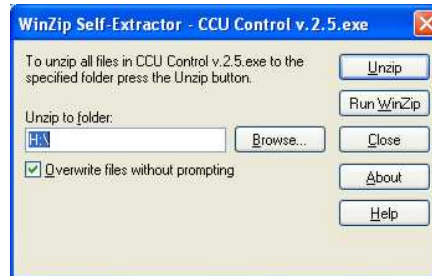 WinZip Self-Extractor - CCU Control v.2.5.exe
To unzip all files in CCU Control v.2.5.exe to the
specified folder press the Unzip button.
Unzip to folder:
H:\
Browse...
Overwrite files without prompting
Unzip
Run WinZip
Close
About
Help